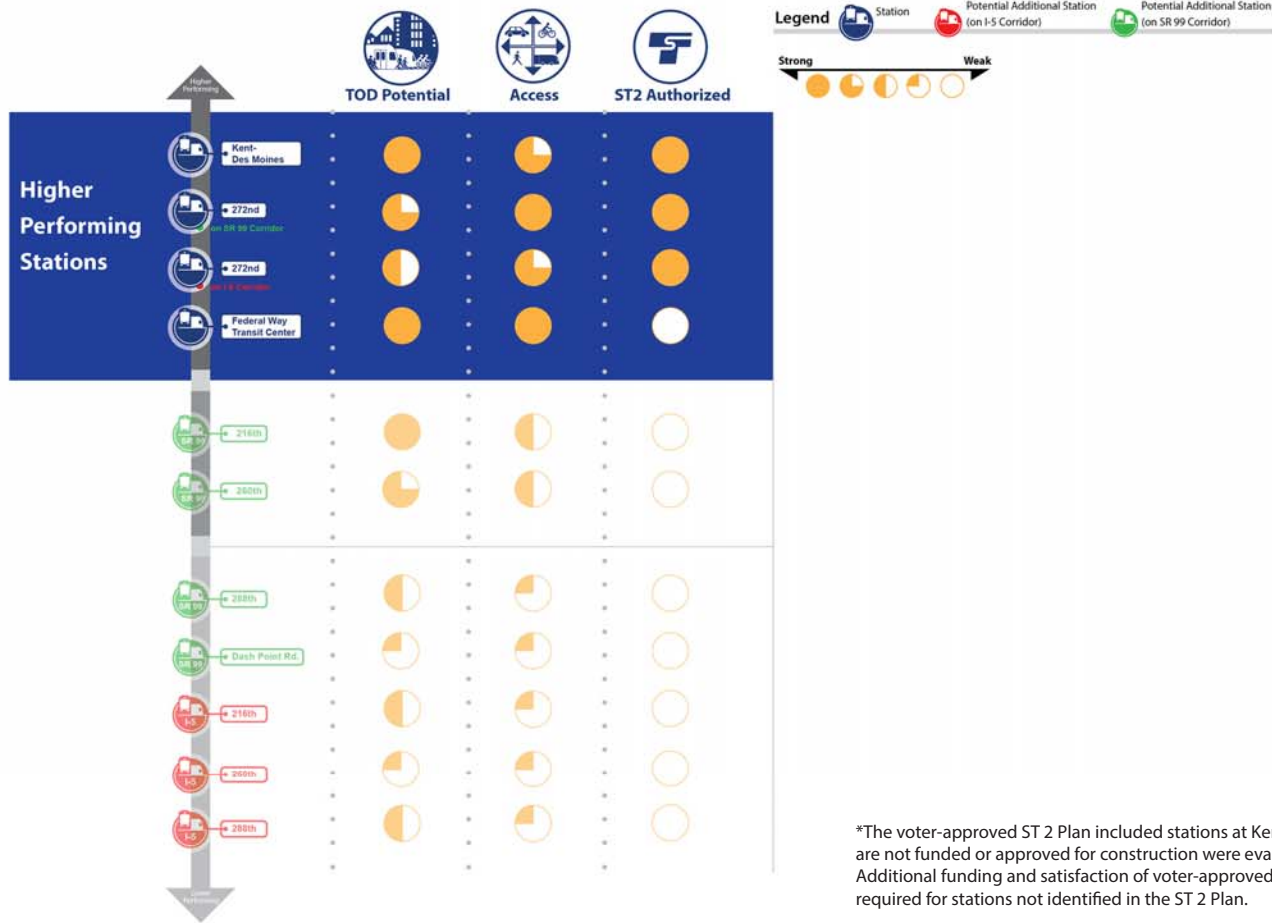 Legend
Station
Potential Additional Station
(on I-5 Corridor)
Potential Additional Station
(on SR 99 Corridor)
Strong
Weak
Higher
Performing
TOD Potential
Access
ST2 Authorized
Higher
Performing
Stations
Kent-
Des Moines
272nd
on SR 99 Corridor
272nd
on I-5 Corridor
Federal Way
Transit Center
SR 99
216th
SR 99
260th
SR 99
288th
SR 99
Dash Point Rd.
I-5
216th
I-5
260th
I-5
288th
Lower
Performing
*The voter-approved ST 2 Plan included stations at Ke
are not funded or approved for construction were eva
Additional funding and satisfaction of voter-approved
required for stations not identified in the ST 2 Plan.